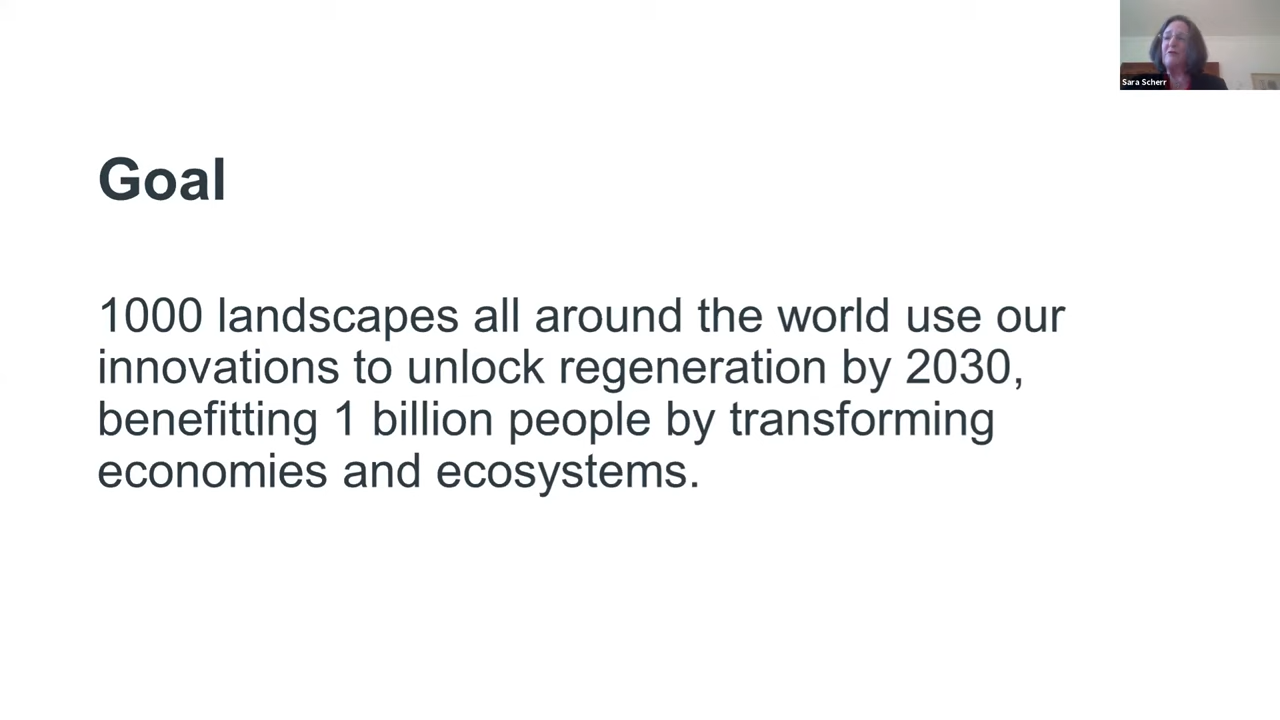 Sara Scherr
Goal
1000 landscapes all around the world use our
innovations to unlock regeneration by 2030,
benefitting 1 billion people by transforming
economies and ecosystems.